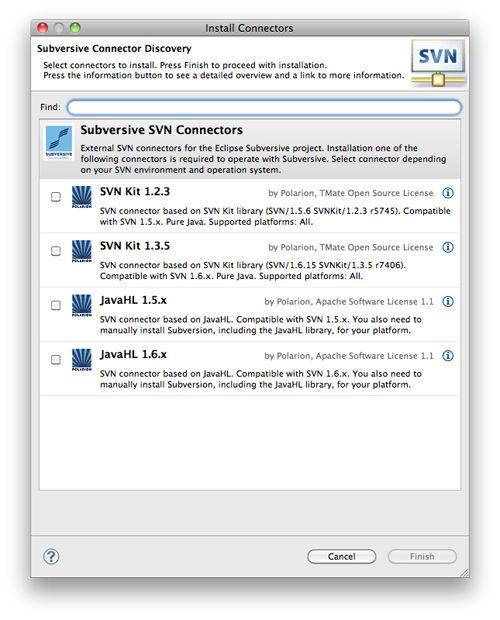 Install Connectors
Subversive Connector Discovery
Select connectors to install. Press Finish to proceed with installation.
Press the information button to see a detailed overview and a link to more information.
SVN
Find:
Subversive SVN Connectors
SUBVERSIVE
External SVN connectors for the Eclipse Subversive project. Installation one of the
following connectors is required to operate with Subversive. Select connector depending
on your SVN environment and operation system.
SVN Kit 1.2.3
by Polarion, TMate Open Source License
POLARION
SVN connector based on SVN Kit library (SVN/1.5.6 SVNKit/1.2.3 r5745). Compatible
with SVN 1.5.x. Pure Java. Supported platforms: All.
SVN Kit 1.3.5
by Polarion, TMate Open Source License
POLARION
SVN connector based on SVN Kit library (SVN/1.6.15 SVNKit/1.3.5 r7406).
Compatible with SVN 1.6.x. Pure Java. Supported platforms: All.
JavaHL 1.5.x
by Polarion, Apache Software License 1.1
POLARION
SVN connector based on JavaHL. Compatible with SVN 1.5.x. You also need to
manually install Subversion, including the JavaHL library, for your platform.
JavaHL 1.6.x
by Polarion, Apache Software License 1.1
POLARION
SVN connector based on JavaHL. Compatible with SVN 1.6.x. You also need to
manually install Subversion, including the JavaHL library, for your platform.
?
Cancel
Finish